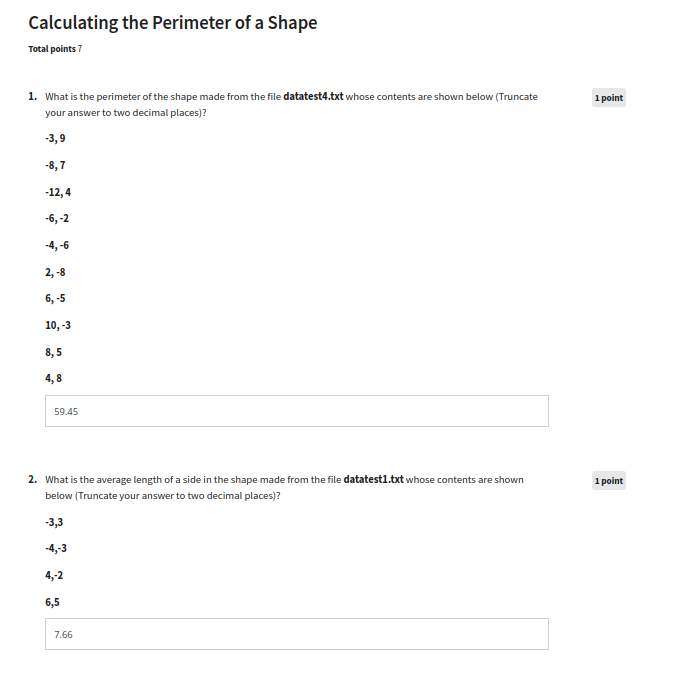 Calculating the Perimeter of a Shape
Total points 7
1. What is the perimeter of the shape made from the file datatest4.txt whose contents are shown below (Truncate
your answer to two decimal places)?
1 point
-3, 9
-8, 7
-12, 4
-6, -2
-4, -6
2, -8
6, -5
10, -3
8, 5
4, 8
59.45
2. What is the average length of a side in the shape made from the file datatest1.txt whose contents are shown
below (Truncate your answer to two decimal places)?
1 point
-3,3
-4,-3
4,-2
6,5
7.66